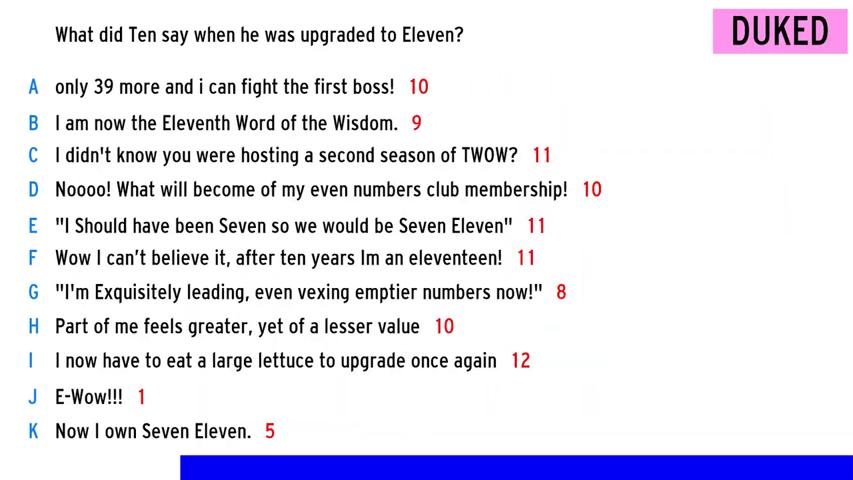 What did Ten say when he was upgraded to Eleven?
DUKED
A only 39 more and i can fight the first boss! 10
B I am now the Eleventh Word of the Wisdom. 9
C I didn't know you were hosting a second season of TWOW? 11
D Noooo! What will become of my even numbers club membership! 10
E "I Should have been Seven so we would be Seven Eleven" 11
F Wow I can’t believe it, after ten years Im an eleventeen! 11
G "I'm Exquisitely leading, even vexing emptier numbers now!" 8
H Part of me feels greater, yet of a lesser value 10
I I now have to eat a large lettuce to upgrade once again 12
J E-Wow!!! 1
K Now I own Seven Eleven. 5